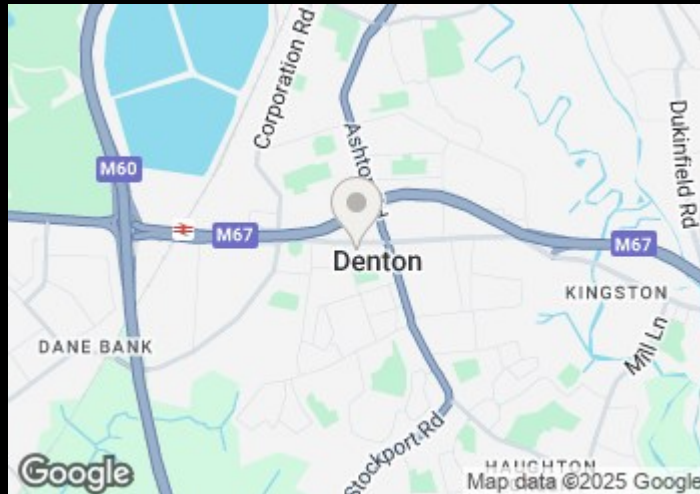 Corporation Rd
Ashton Rd
Dukinfield Rd
M60
M67
M67
Denton
KINGSTON
DANE BANK
Mill Ln
Stockport Rd
HAUGHTON
Google
Map data ©2025 Google